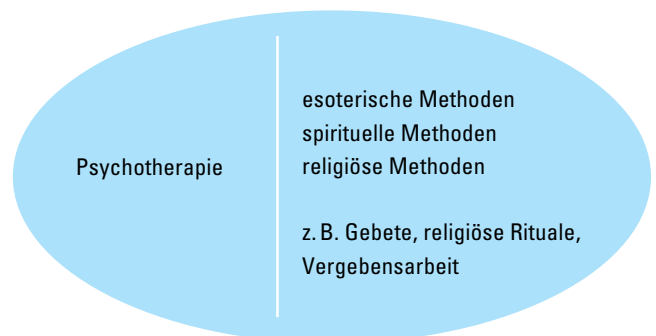 Psychotherapie
esoterische Methoden
spirituelle Methoden
religiöse Methoden
z. B. Gebete, religiöse Rituale,
Vergebensarbeit